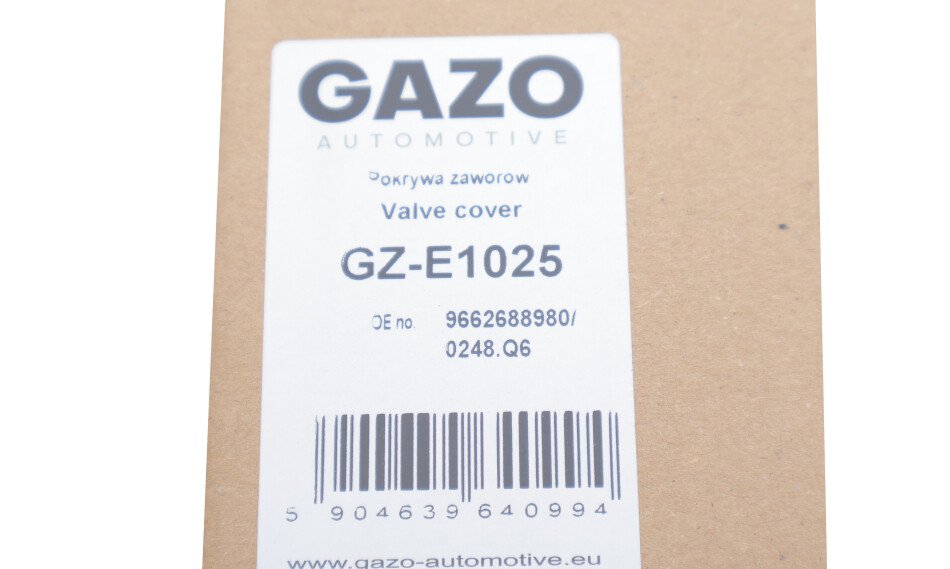 GAZO
AUTOMOTIVE
Pokrywa zaworow
Valve cover
GZ-E1025
OE no. 9662688980/
0248.Q6
5 904639 640994
www.gazo-automotive.eu